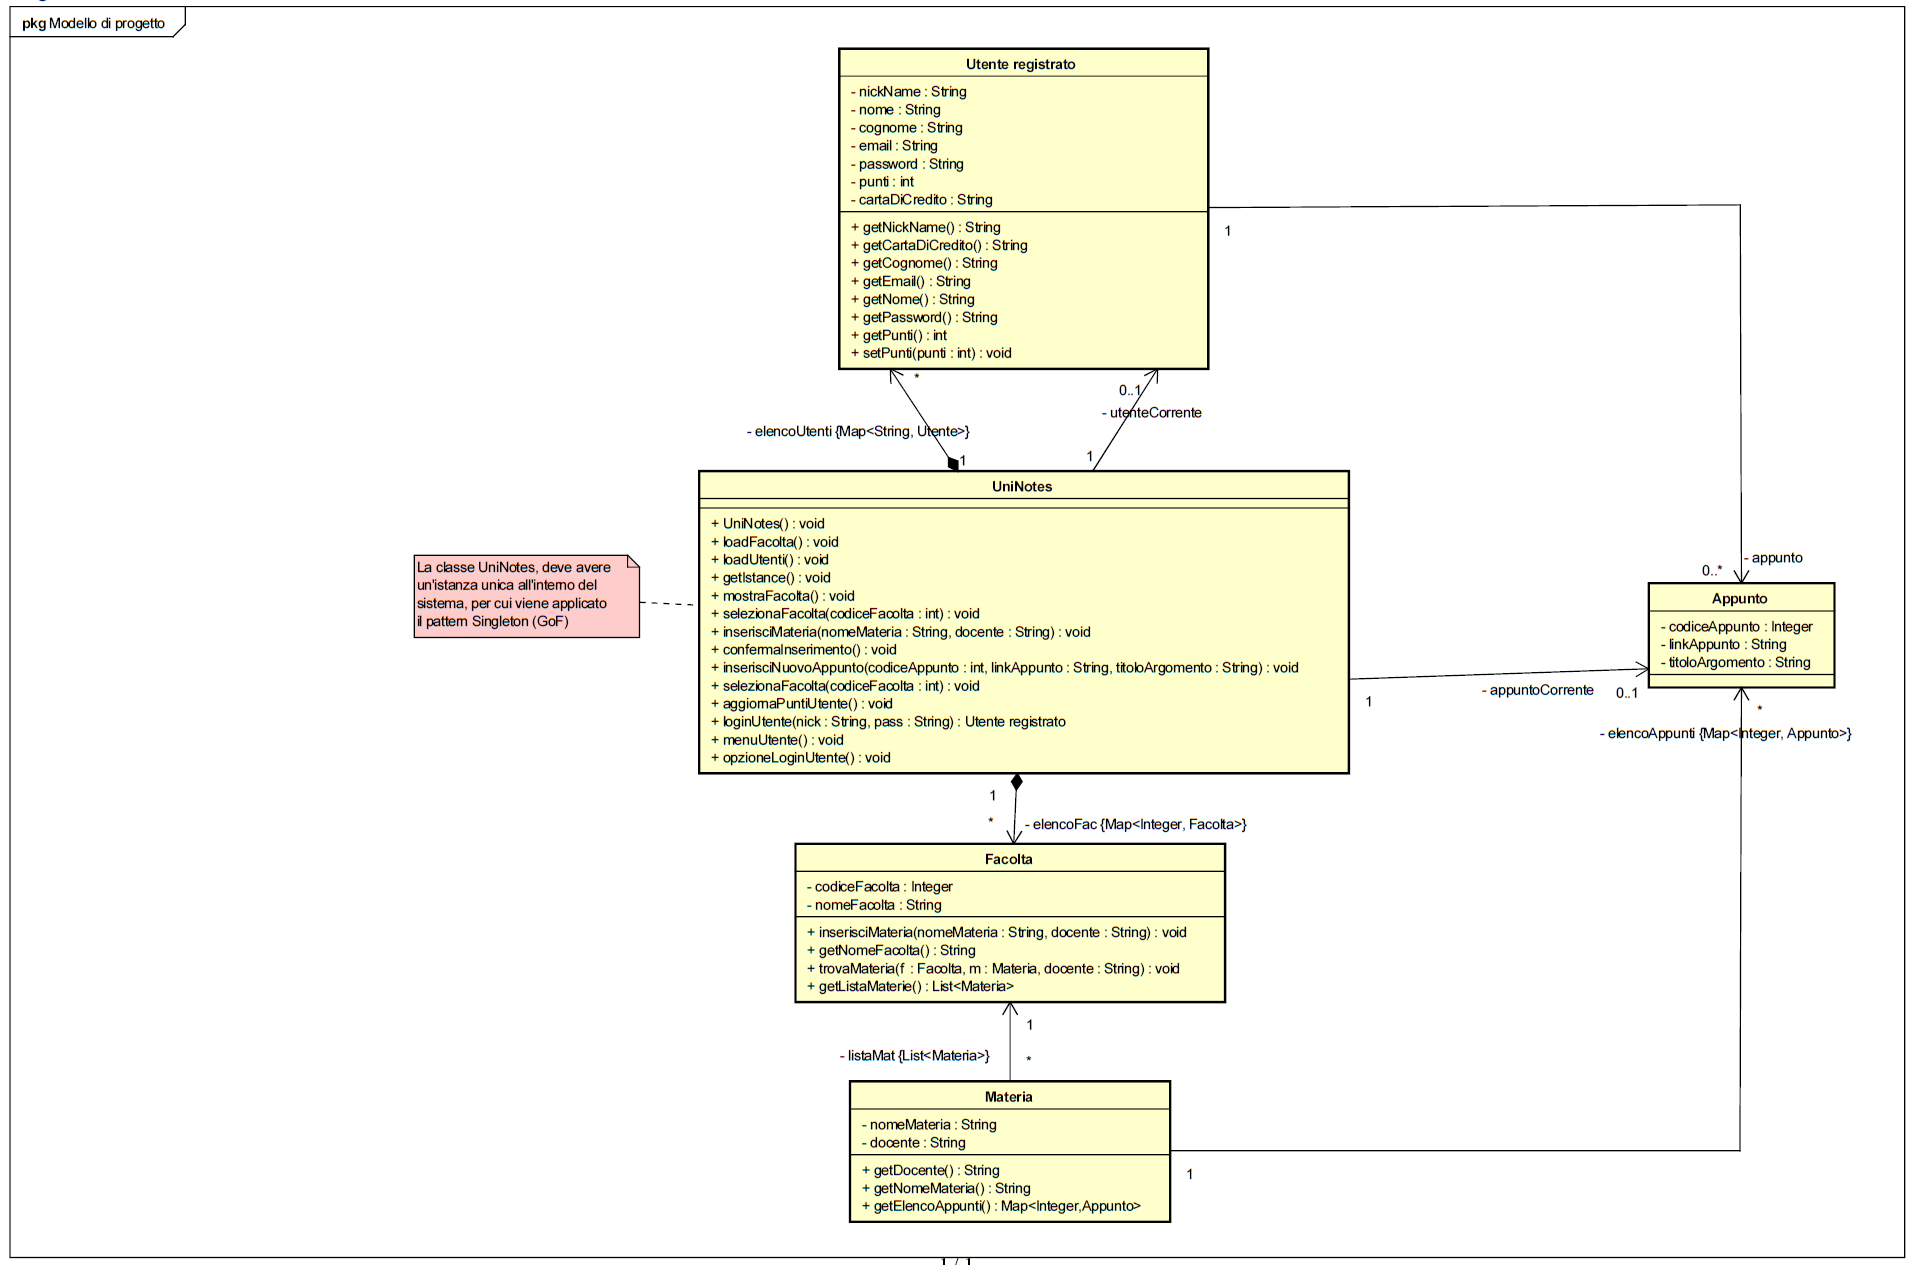 pkg Modello di progetto
Utente registrato
- nickName : String
- nome : String
- cognome : String
- email : String
- password : String
- punti : int
- cartaDiCredito : String
+ getNickName() : String
+ getCartaDiCredito() : String
+ getCognome() : String
+ getEmail() : String
+ getNome() : String
+ getPassword() : String
+ getPunti() : int
+ setPunti(punti : int) : void
1
*
0..1
- utenteCorrente
- elencoUtenti {Map<String, Utente>}
1
1
UniNotes
+ UniNotes() : void
+ loadFacolta() : void
+ loadUtenti() : void
+ getIstance() : void
+ mostraFacolta() : void
+ selezionaFacolta(codiceFacolta : int) : void
+ inserisciMateria(nomeMateria : String, docente : String) : void
+ confermaInserimento() : void
+ inserisciNuovoAppunto(codiceAppunto : int, linkAppunto : String, titoloArgomento : String) : void
+ selezionaFacolta(codiceFacolta : int) : void
+ aggiornaPuntiUtente() : void
+ loginUtente(nick : String, pass : String) : Utente registrato
+ menuUtente() : void
+ opzioneLoginUtente() : void
La classe UniNotes, deve avere
un'istanza unica all'interno del
sistema, per cui viene applicato
il pattern Singleton (GoF)
- appunto
0..*
Appunto
- codiceAppunto : Integer
- linkAppunto : String
- titoloArgomento : String
- appuntoCorrente
0..1
1
*
- elencoAppunti {Map<Integer, Appunto>}
1
*
- elencoFac {Map<Integer, Facolta>}
Facolta
- codiceFacolta : Integer
- nomeFacolta : String
+ inserisciMateria(nomeMateria : String, docente : String) : void
+ getNomeFacolta() : String
+ trovaMateria(f : Facolta, m : Materia, docente : String) : void
+ getListaMaterie() : List<Materia>
1
- listaMat {List<Materia>}
*
Materia
- nomeMateria : String
- docente : String
+ getDocente() : String
+ getNomeMateria() : String
+ getElencoAppunti() : Map<Integer,Appunto>
1